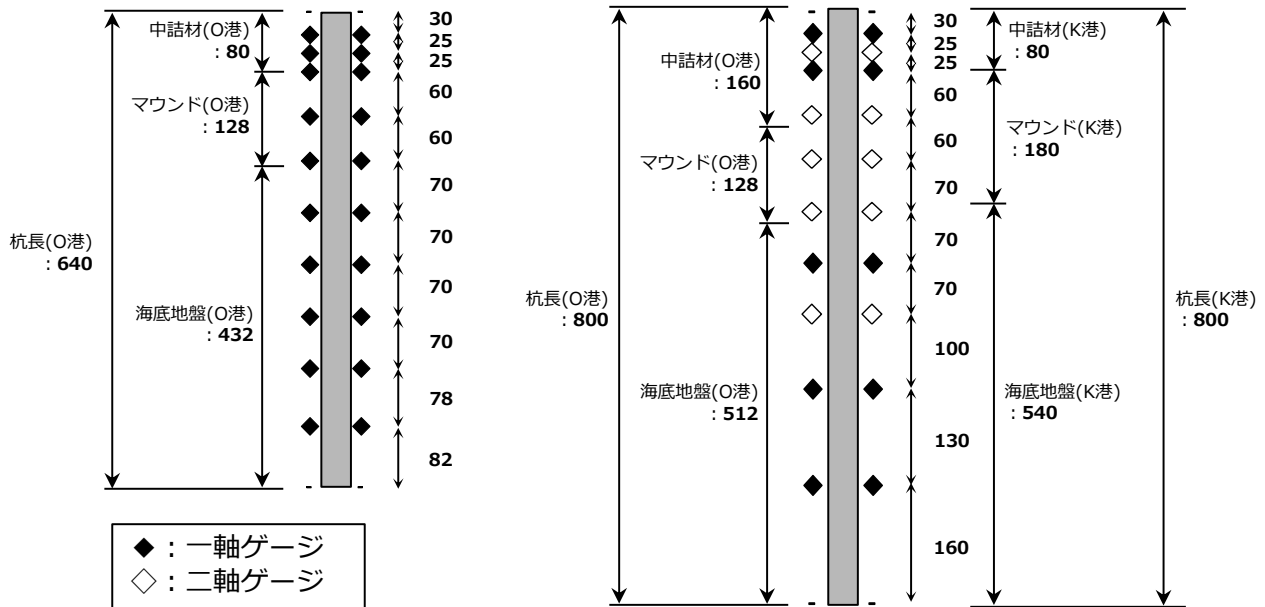 中詰材(O港)
: 80
マウンド(O港)
: 128
杭長(O港)
: 640
海底地盤(O港)
: 432
30
25
25
60
60
70
70
70
70
78
82
◆ : 一軸ゲージ
◇ : 二軸ゲージ
中詰材(O港)
: 160
マウンド(O港)
: 128
杭長(O港)
: 800
海底地盤(O港)
: 512
30
25
25
60
60
70
70
70
100
130
160
中詰材(K港)
: 80
マウンド(K港)
: 180
杭長(K港)
: 800
海底地盤(K港)
: 540